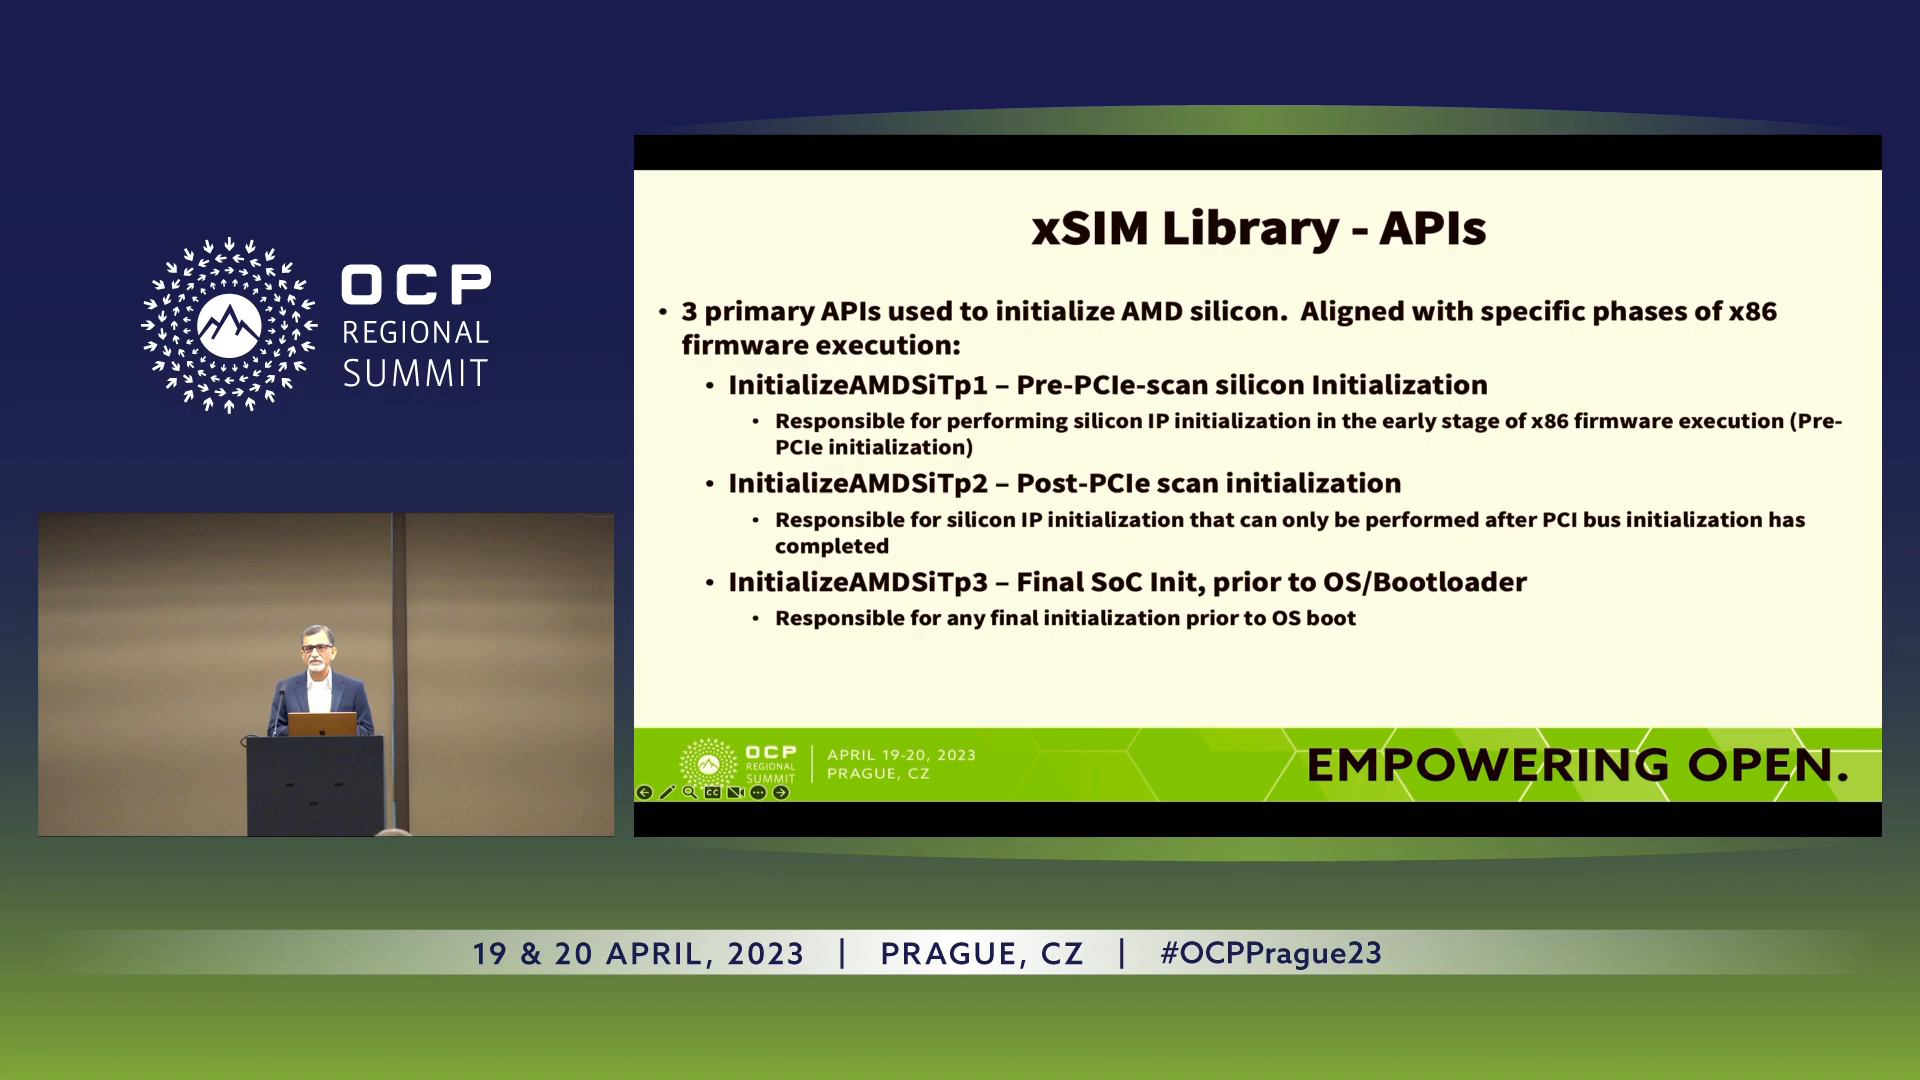 OCP
REGIONAL
SUMMIT
xSIM Library - APIs
• 3 primary APIs used to initialize AMD silicon.  Aligned with specific phases of x86
firmware execution:
• InitializeAMDSiTp1 – Pre-PCIe-scan silicon Initialization
• Responsible for performing silicon IP initialization in the early stage of x86 firmware execution (Pre-
PCIe initialization)
• InitializeAMDSiTp2 – Post-PCIe scan initialization
• Responsible for silicon IP initialization that can only be performed after PCI bus initialization has
completed
• InitializeAMDSiTp3 – Final SoC Init, prior to OS/Bootloader
• Responsible for any final initialization prior to OS boot
OCP
REGIONAL
SUMMIT
APRIL 19-20, 2023
PRAGUE, CZ
EMPOWERING OPEN.
CC
19 & 20 APRIL, 2023 | PRAGUE, CZ | #OCPPrague23